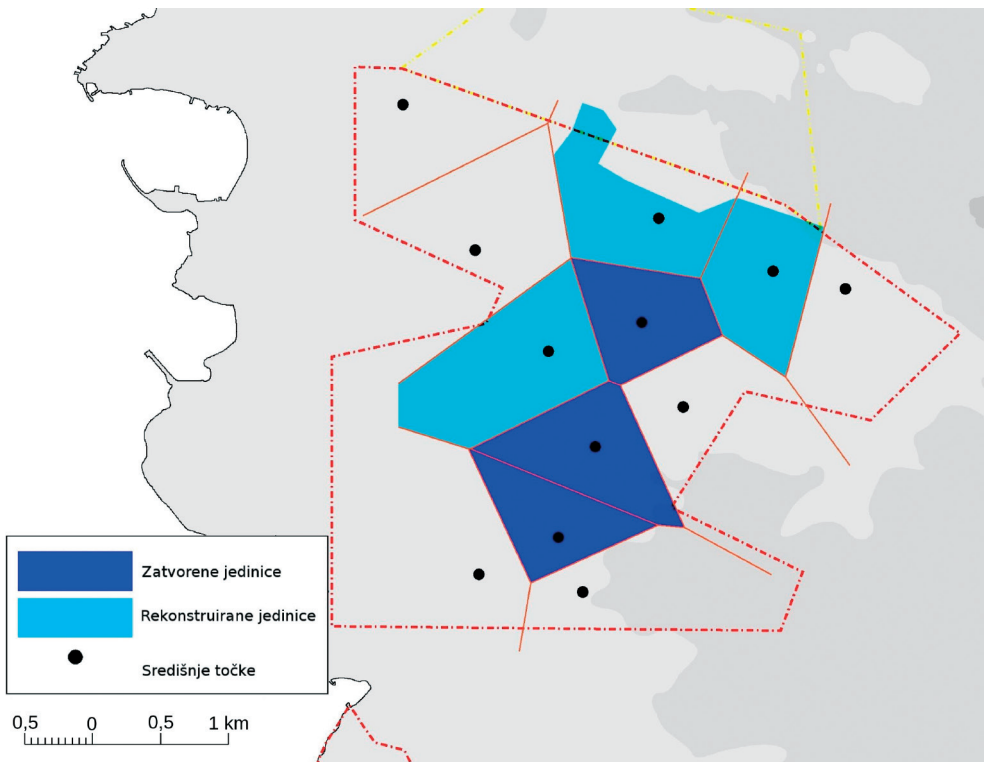 Zatvorene jedinice
Rekonstruirane jedinice
Središnje točke
0,5 0 0,5 1 km